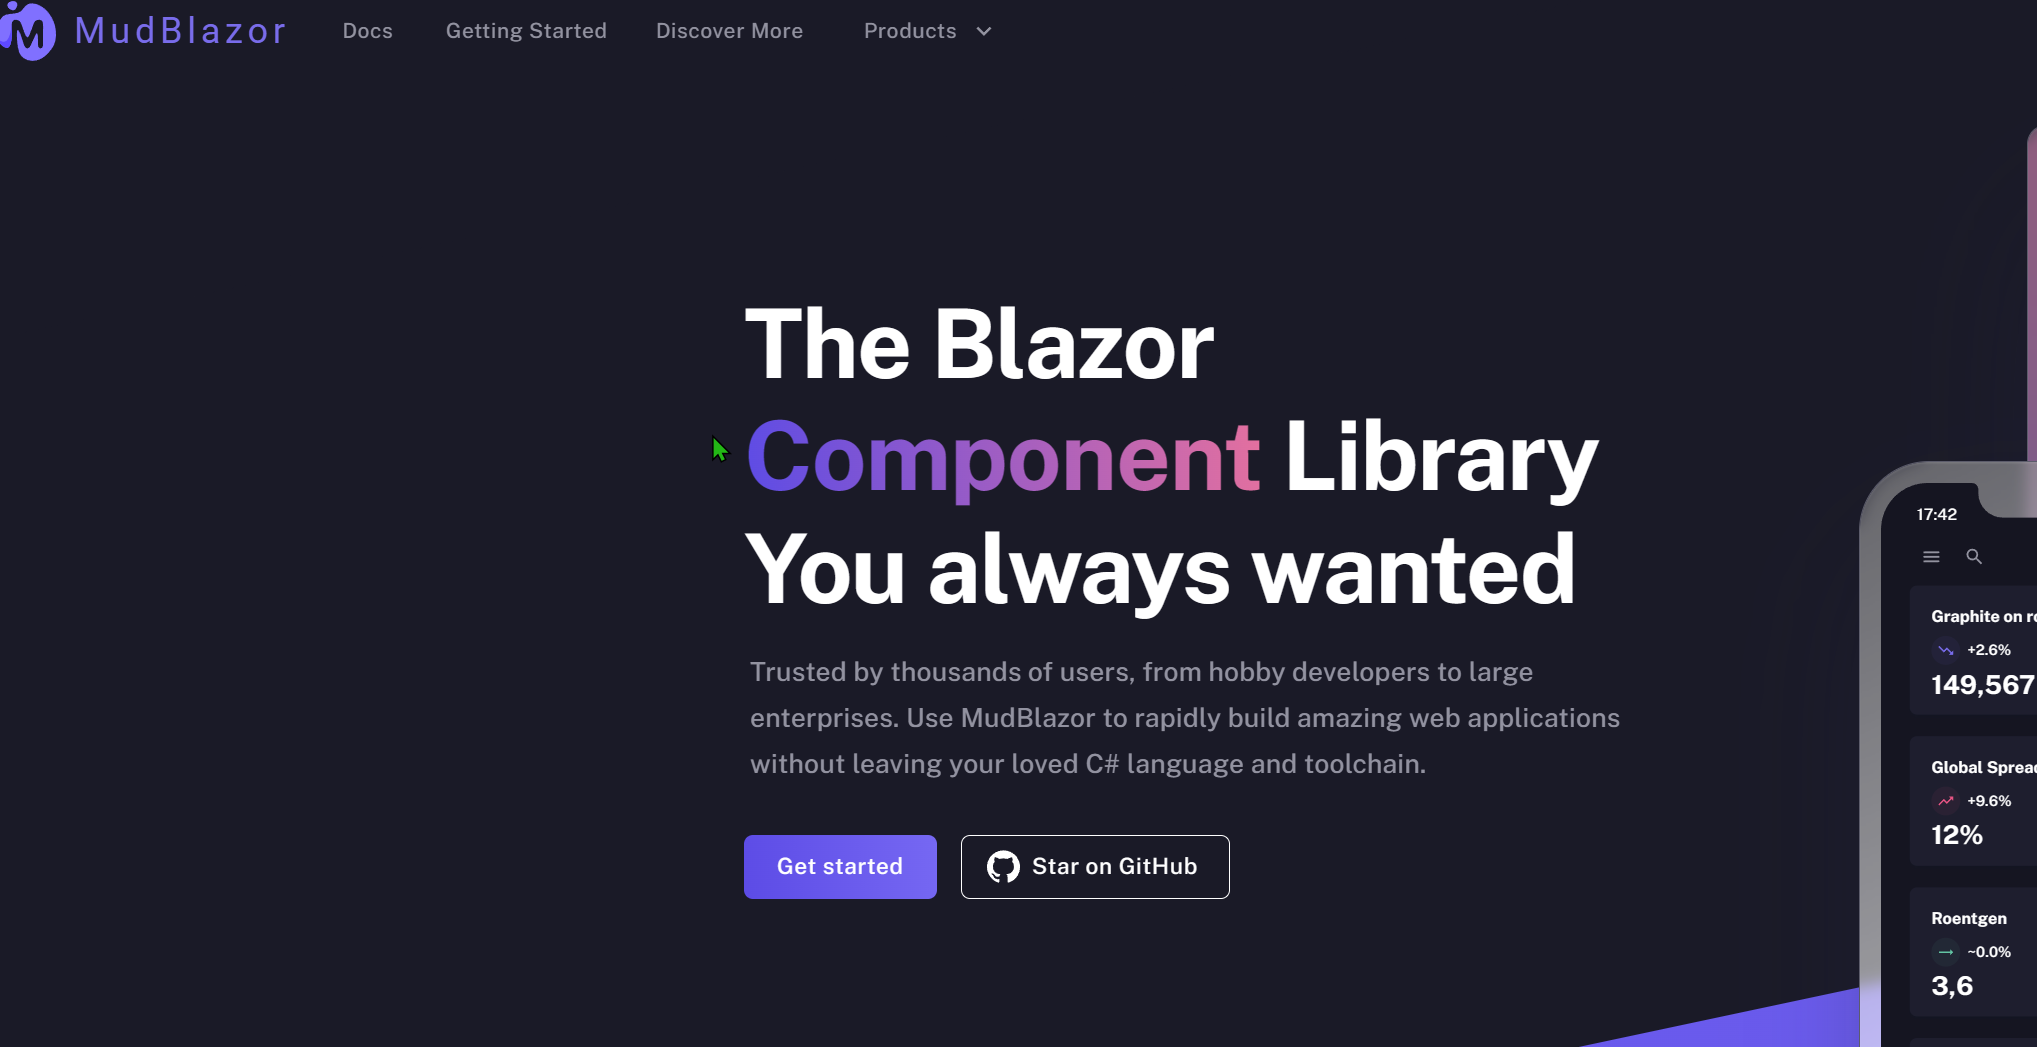 MudBlazor Docs Getting Started Discover More Products
The Blazor
Component Library
You always wanted
Trusted by thousands of users, from hobby developers to large
enterprises. Use MudBlazor to rapidly build amazing web applications
without leaving your loved C# language and toolchain.
Get started Star on GitHub
17:42
Graphite on
+2.6%
149,567
Global
+9.6%
12%
Roentgen
~0.0%
3,6